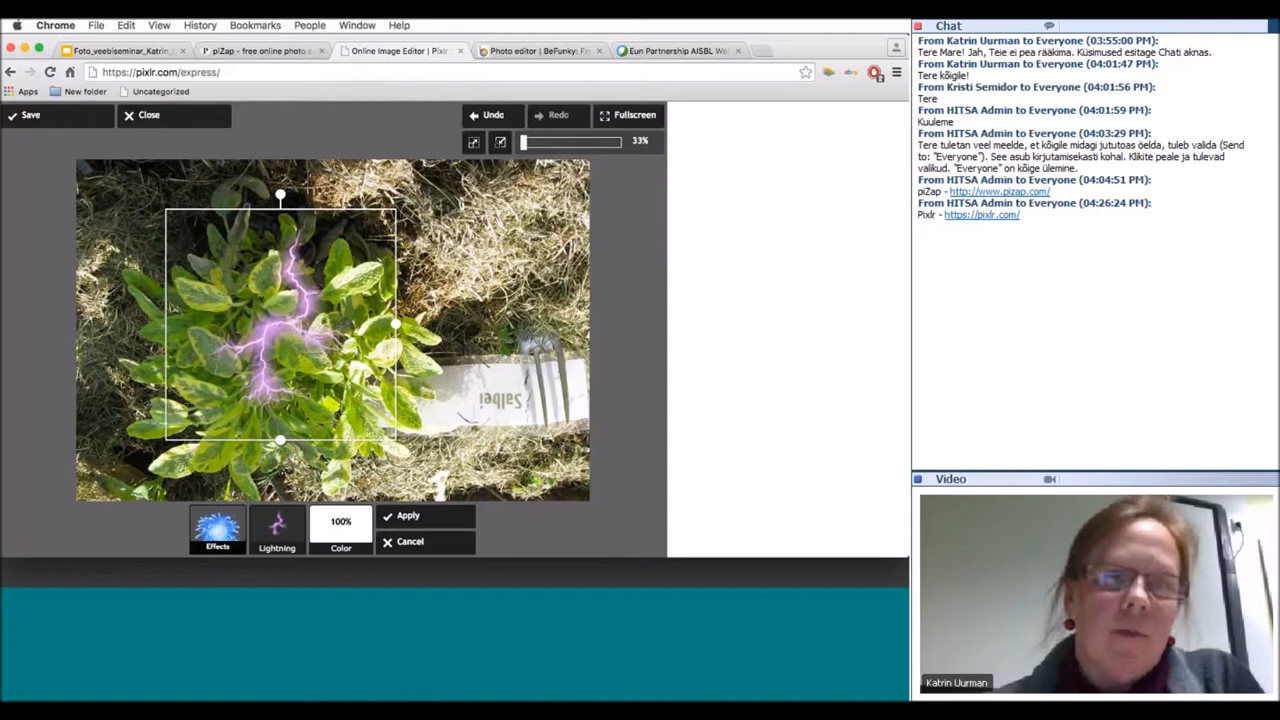 Chrome File Edit View History Bookmarks People Window Help
Foto_veebiseminar_Katrin_
piZap - free online photo e
Online Image Editor | Pixlr
Photo editor | BeFunky: Fo
Eun Partnership AISBL We
https://pixlr.com/express/
Apps New folder Uncategorized
Save Close Undo Redo Fullscreen
33%
Salbei
100%
Effects Lightning Color
Apply
Cancel
Chat
From Katrin Uurman to Everyone (03:55:00 PM):
Tere Mare! Jah, Teie ei pea rääkima. Küsimused esitage Chati aknas.
From Katrin Uurman to Everyone (04:01:47 PM):
Tere kõigile!
From Kristi Semidor to Everyone (04:01:56 PM):
Tere
From HITSA Admin to Everyone (04:01:59 PM):
Kuuleme
From HITSA Admin to Everyone (04:03:29 PM):
Tere tuletan veel meelde, et kõigile midagi jututoas öelda, tuleb valida (Send
to: "Everyone"). See asub kirjutamisekasti kohal. Klikite peale ja tulevad
valikud. "Everyone" on kõige ülemine.
From HITSA Admin to Everyone (04:04:51 PM):
piZap - http://www.pizap.com/
From HITSA Admin to Everyone (04:26:24 PM):
Pixlr - https://pixlr.com/
Video
Katrin Uurman